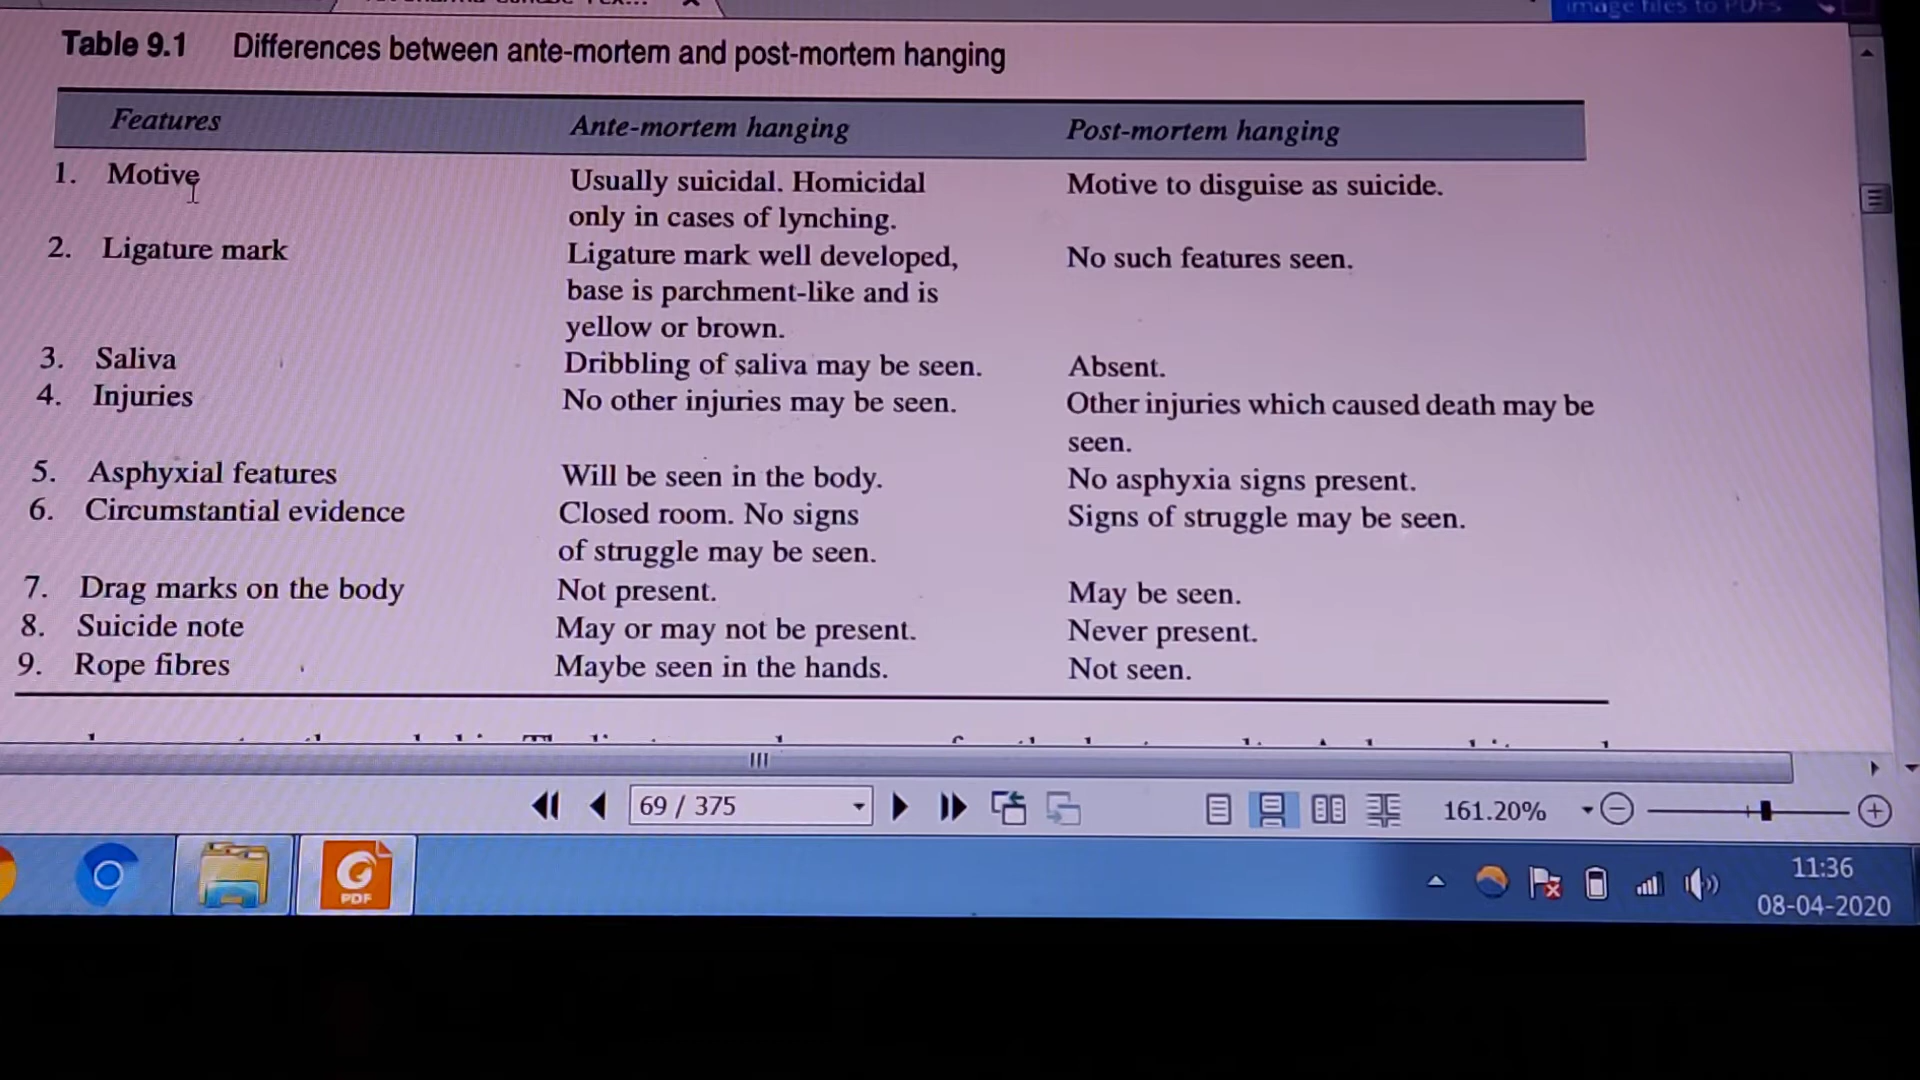 image files to PDFs
Table 9.1 Differences between ante-mortem and post-mortem hanging
Features Ante-mortem hanging Post-mortem hanging
1. Motive Usually suicidal. Homicidal Motive to disguise as suicide.
only in cases of lynching.
2. Ligature mark Ligature mark well developed, No such features seen.
base is parchment-like and is
yellow or brown.
3. Saliva Dribbling of saliva may be seen. Absent.
4. Injuries No other injuries may be seen. Other injuries which caused death may be
seen.
5. Asphyxial features Will be seen in the body. No asphyxia signs present.
6. Circumstantial evidence Closed room. No signs Signs of struggle may be seen.
of struggle may be seen.
7. Drag marks on the body Not present. May be seen.
8. Suicide note May or may not be present. Never present.
9. Rope fibres Maybe seen in the hands. Not seen.
69 / 375
161.20%
PDF
11:36
08-04-2020